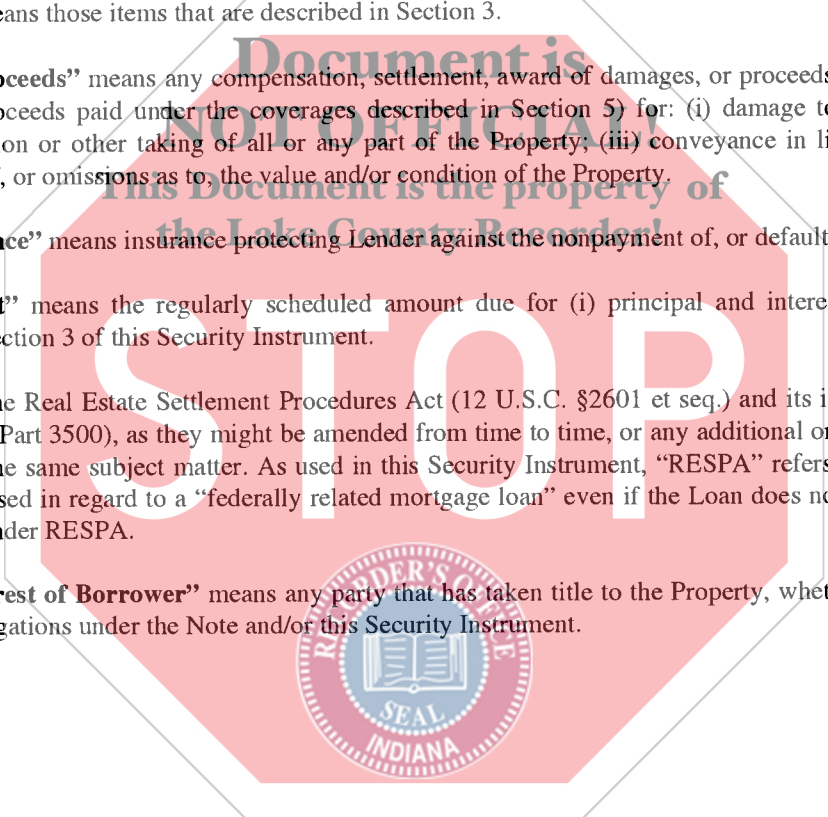 eans those items that are described in Section 3.
Document is
oceeds” means any compensation, settlement, award of damages, or proceeds
oceeds paid under the coverages described in Section 5) for: (i) damage to
NOT OFFICIAL!
on or other taking of all or any part of the Property; (iii) conveyance in li
, or omissions as to, the value and/or condition of the Property.
This Document is the property of
the Lake County Recorder!
nce” means insurance protecting Lender against the nonpayment of, or default
t” means the regularly scheduled amount due for (i) principal and intere
ction 3 of this Security Instrument.
STOP
e Real Estate Settlement Procedures Act (12 U.S.C. §2601 et seq.) and its i
Part 3500), as they might be amended from time to time, or any additional or
e same subject matter. As used in this Security Instrument, “RESPA” refers
sed in regard to a “federally related mortgage loan” even if the Loan does no
nder RESPA.
rest of Borrower” means any party that has taken title to the Property, whet
gations under the Note and/or this Security Instrument.
RECORDER'S OFFICE
SEAL
INDIANA